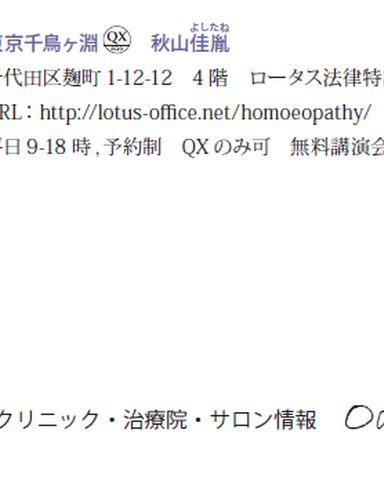 よしたね
東京千鳥ヶ淵 QX 秋山佳胤
千代田区麹町 1-12-12 4 階 ロータス法律特
RL：http://lotus-office.net/homoeopathy/
平日 9-18 時 , 予約制 QX のみ可 無料講演会
クリニック・治療院・サロン情報